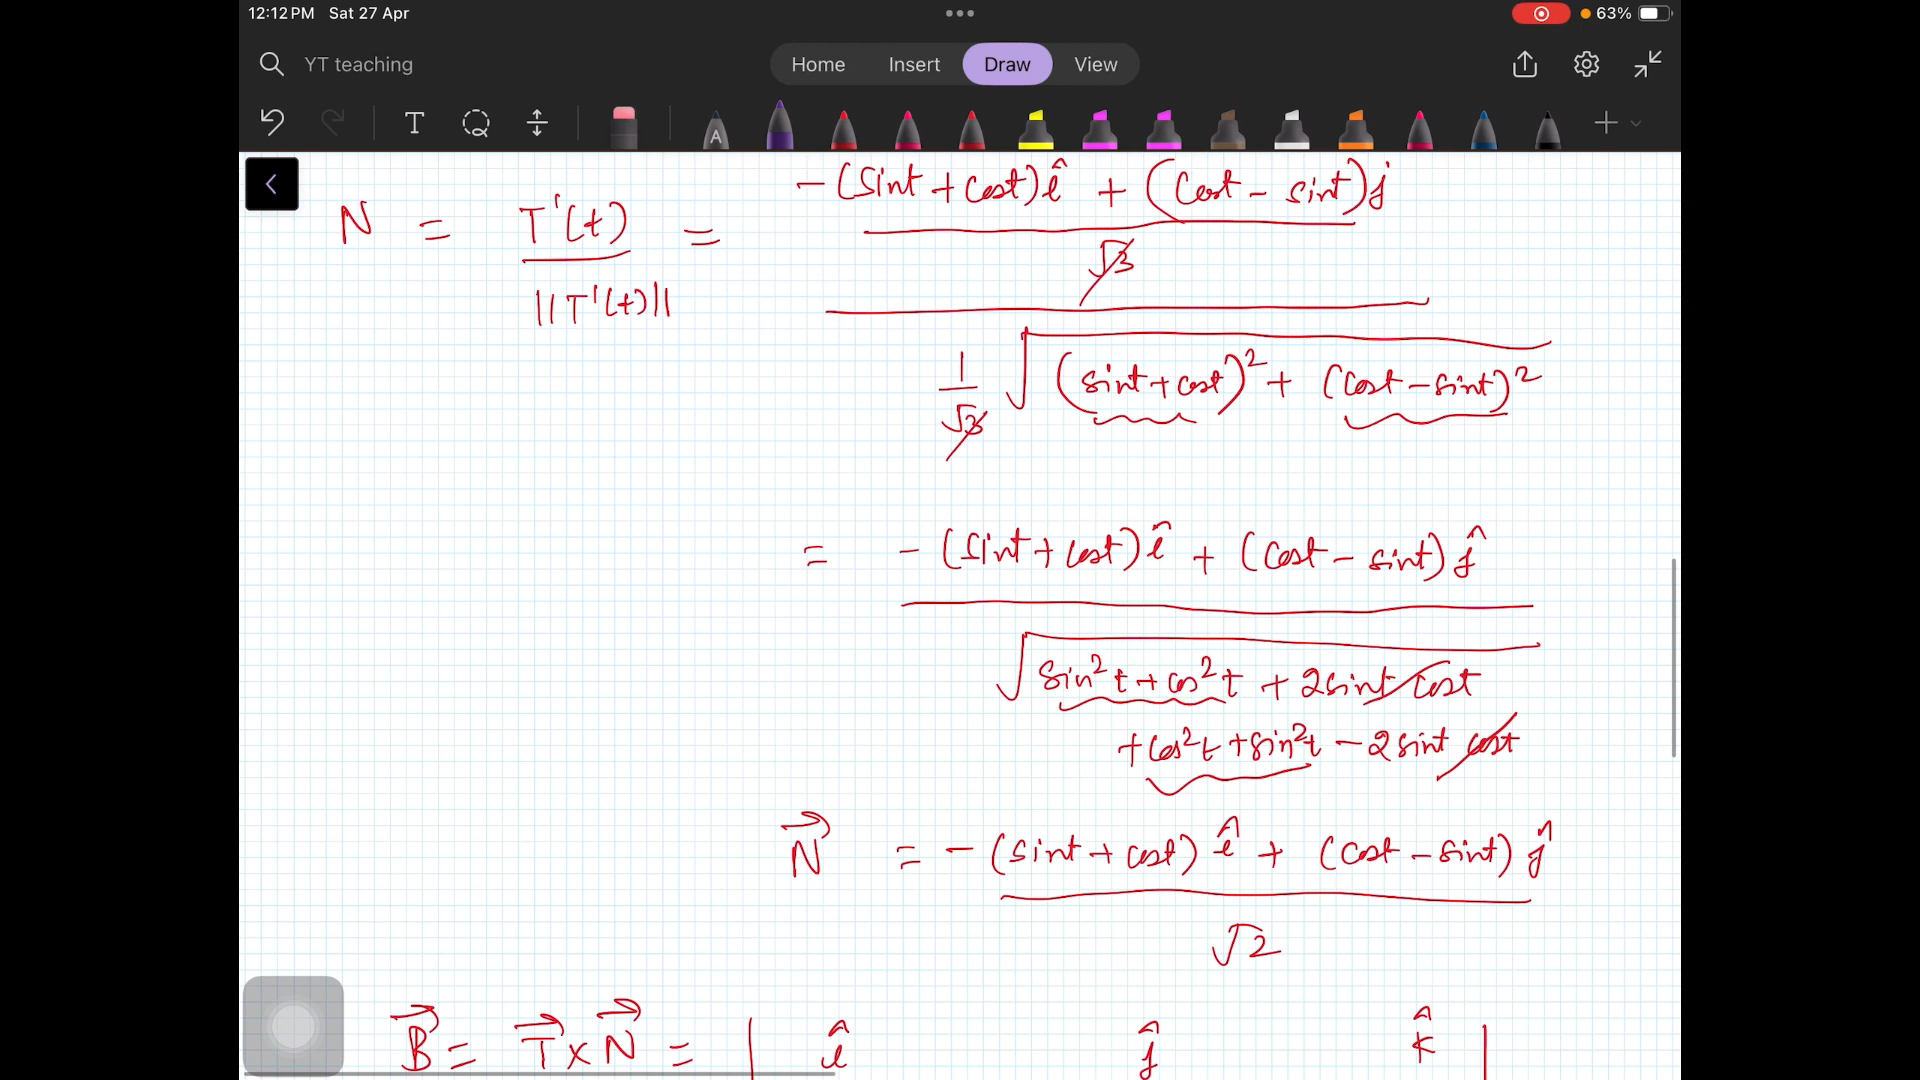 12:12 PM Sat 27 Apr
63%
YT teaching
Home Insert Draw View
T
A
N = T'(t) / ||T'(t)|| = -(sint + cost)î + (cost - sint)j / √3
1/√3 √(sint + cost)² + (cost - sint)²
= -(sint + cost)î + (cost - sint)ĵ
√sin²t + cos²t + 2sint cost
+ cos²t + sin²t - 2sint cost
N⃗ = -(sint + cost)î + (cost - sint)ĵ
√2
B⃗ = T⃗ × N⃗ = | î ĵ k̂ |